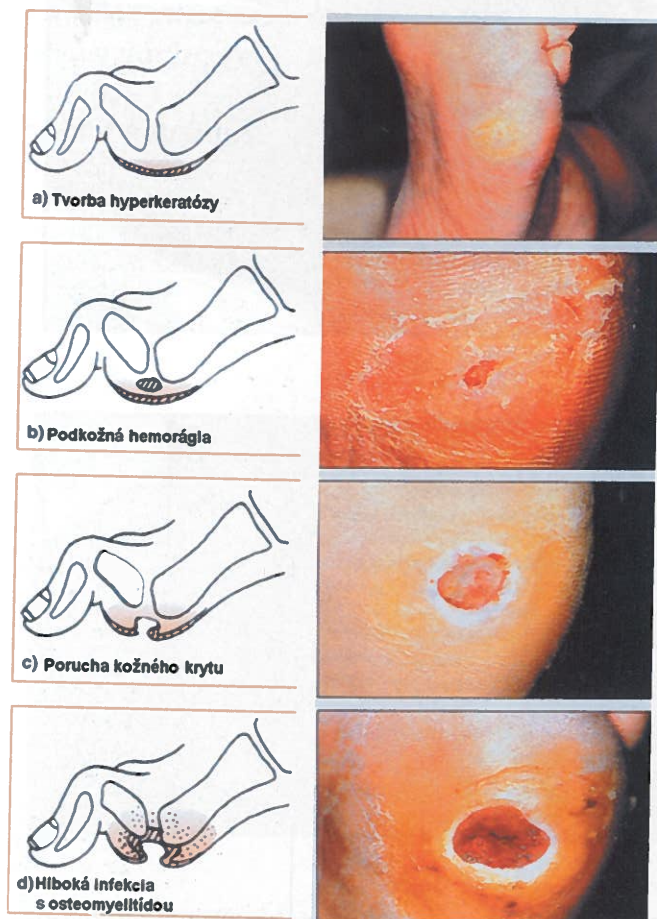 a) Tvorba hyperkeratózy
b) Podkožná hemorágia
c) Porucha kožného krytu
d) Hlboká infekcia
s osteomyelitídou